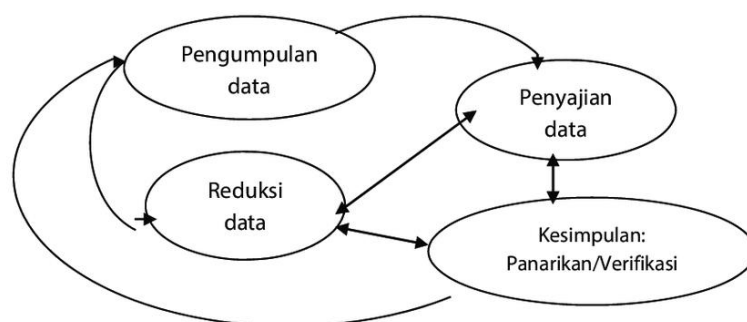 Pengumpulan
data
Penyajian
data
Reduksi
data
Kesimpulan:
Panarikan/Verifikasi